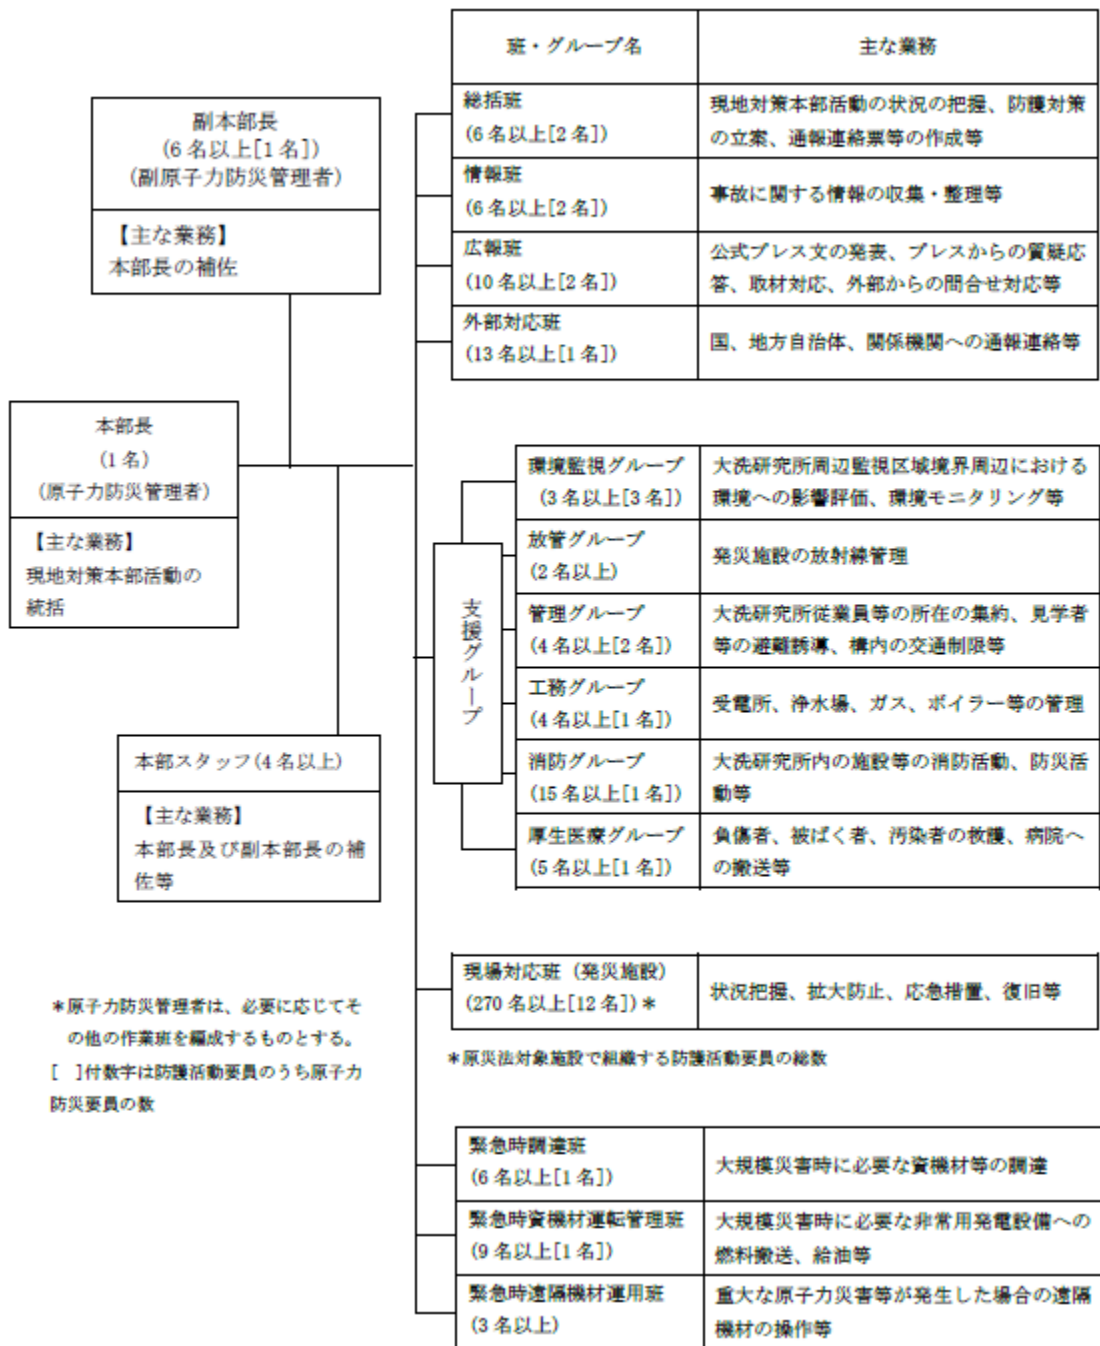 班・グループ名
主な業務
総括班
(6名以上[2名])
現地対策本部活動の状況の把握、防護対策
の立案、通報連絡票等の作成等
情報班
(6名以上[2名])
事故に関する情報の収集・整理等
広報班
(10名以上[2名])
公式プレス文の発表、プレスからの質疑応
答、取材対応、外部からの問合せ対応等
外部対応班
(13名以上[1名])
国、地方自治体、関係機関への通報連絡等
副本部長
(6名以上[1名])
(副原子力防災管理者)
【主な業務】
本部長の補佐
本部長
(1名)
(原子力防災管理者)
【主な業務】
現地対策本部活動の
統括
支援グループ
環境監視グループ
(3名以上[3名])
大洗研究所周辺監視区域境界周辺における
環境への影響評価、環境モニタリング等
放管グループ
(2名以上)
発災施設の放射線管理
管理グループ
(4名以上[2名])
大洗研究所従業員等の所在の集約、見学者
等の避難誘導、構内の交通制限等
工務グループ
(4名以上[1名])
受電所、浄水場、ガス、ボイラー等の管理
消防グループ
(15名以上[1名])
大洗研究所内の施設等の消防活動、防災活
動等
厚生医療グループ
(5名以上[1名])
負傷者、被ばく者、汚染者の救護、病院へ
の搬送等
本部スタッフ(4名以上)
【主な業務】
本部長及び副本部長の補
佐等
現場対応班（発災施設）
(270名以上[12名])＊
状況把握、拡大防止、応急措置、復旧等
＊原災法対象施設で組織する防護活動要員の総数
＊原子力防災管理者は、必要に応じてそ
の他の作業班を編成するものとする。
[　]付数字は防護活動要員のうち原子力
防災要員の数
緊急時調達班
(6名以上[1名])
大規模災害時に必要な資機材等の調達
緊急時資機材運転管理班
(9名以上[1名])
大規模災害時に必要な非常用発電設備への
燃料搬送、給油等
緊急時遠隔機材運用班
(3名以上)
重大な原子力災害等が発生した場合の遠隔
機材の操作等